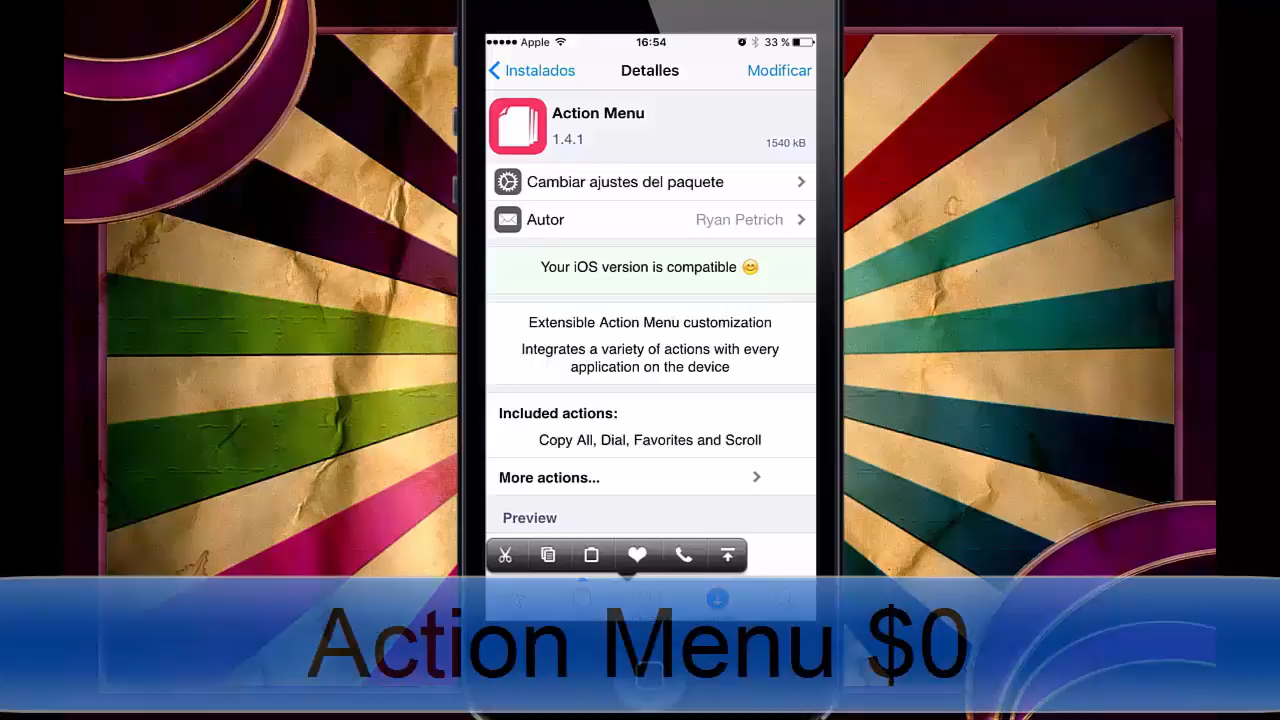 Apple 16:54 33 %
Instalados Detalles Modificar
Action Menu
1.4.1 1540 kB
Cambiar ajustes del paquete
Autor Ryan Petrich
Your iOS version is compatible 😊
Extensible Action Menu customization
Integrates a variety of actions with every
application on the device
Included actions:
Copy All, Dial, Favorites and Scroll
More actions...
Preview
Action Menu $0